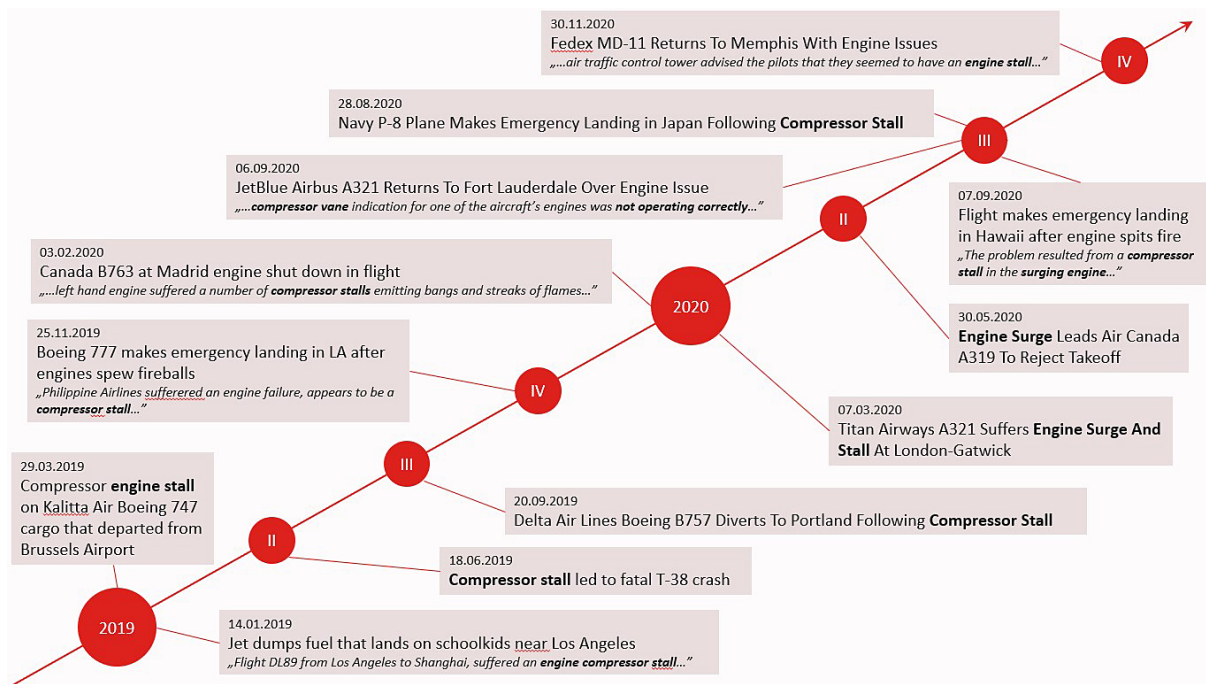 30.11.2020
Fedex MD-11 Returns To Memphis With Engine Issues
„…air traffic control tower advised the pilots that they seemed to have an engine stall…”
IV
28.08.2020
Navy P-8 Plane Makes Emergency Landing in Japan Following Compressor Stall
III
06.09.2020
JetBlue Airbus A321 Returns To Fort Lauderdale Over Engine Issue
„…compressor vane indication for one of the aircraft’s engines was not operating correctly…”
07.09.2020
Flight makes emergency landing
in Hawaii after engine spits fire
„The problem resulted from a compressor
stall in the surging engine…”
II
03.02.2020
Canada B763 at Madrid engine shut down in flight
„…left hand engine suffered a number of compressor stalls emitting bangs and streaks of flames…”
2020
30.05.2020
Engine Surge Leads Air Canada
A319 To Reject Takeoff
25.11.2019
Boeing 777 makes emergency landing in LA after
engines spew fireballs
„Philippine Airlines sufferered an engine failure, appears to be a
compressor stall…”
IV
07.03.2020
Titan Airways A321 Suffers Engine Surge And
Stall At London-Gatwick
III
29.03.2019
Compressor engine stall
on Kalitta Air Boeing 747
cargo that departed from
Brussels Airport
20.09.2019
Delta Air Lines Boeing B757 Diverts To Portland Following Compressor Stall
II
18.06.2019
Compressor stall led to fatal T-38 crash
2019
14.01.2019
Jet dumps fuel that lands on schoolkids near Los Angeles
„Flight DL89 from Los Angeles to Shanghai, suffered an engine compressor stall…”